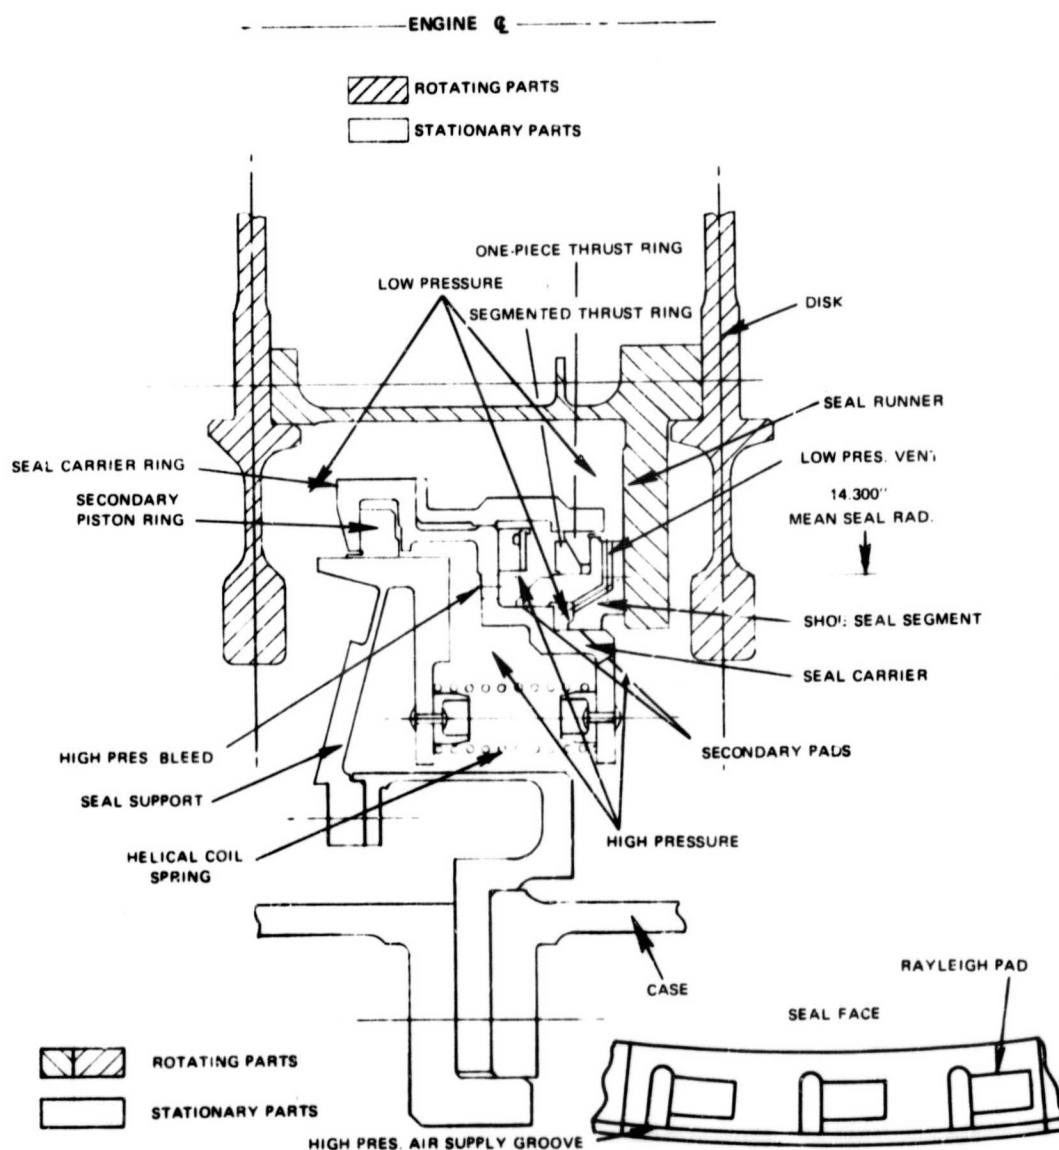 ENGINE ℄
ROTATING PARTS
STATIONARY PARTS
ONE-PIECE THRUST RING
LOW PRESSURE
SEGMENTED THRUST RING
DISK
SEAL RUNNER
SEAL CARRIER RING
LOW PRES. VENT
SECONDARY
PISTON RING
14.300"
MEAN SEAL RAD.
SEAL SEGMENT
SEAL CARRIER
HIGH PRES. BLEED
SECONDARY PADS
SEAL SUPPORT
HIGH PRESSURE
HELICAL COIL
SPRING
CASE
RAYLEIGH PAD
SEAL FACE
ROTATING PARTS
STATIONARY PARTS
HIGH PRES. AIR SUPPLY GROOVE